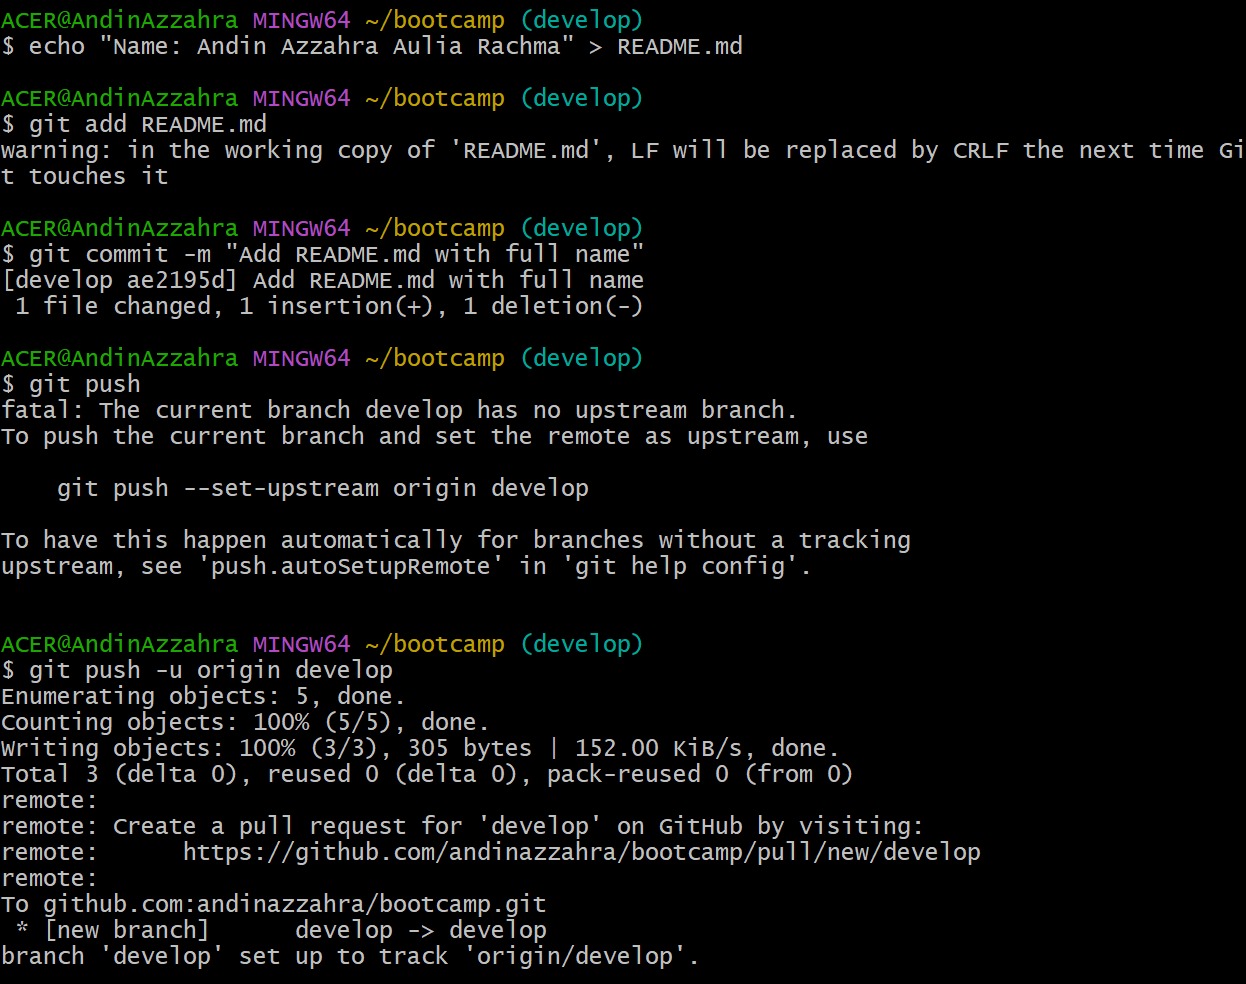 ACER@AndinAzzahra MINGW64 ~/bootcamp (develop)
$ echo "Name: Andin Azzahra Aulia Rachma" > README.md
ACER@AndinAzzahra MINGW64 ~/bootcamp (develop)
$ git add README.md
warning: in the working copy of 'README.md', LF will be replaced by CRLF the next time Gi
t touches it
ACER@AndinAzzahra MINGW64 ~/bootcamp (develop)
$ git commit -m "Add README.md with full name"
[develop ae2195d] Add README.md with full name
 1 file changed, 1 insertion(+), 1 deletion(-)
ACER@AndinAzzahra MINGW64 ~/bootcamp (develop)
$ git push
fatal: The current branch develop has no upstream branch.
To push the current branch and set the remote as upstream, use
    git push --set-upstream origin develop
To have this happen automatically for branches without a tracking
upstream, see 'push.autoSetupRemote' in 'git help config'.
ACER@AndinAzzahra MINGW64 ~/bootcamp (develop)
$ git push -u origin develop
Enumerating objects: 5, done.
Counting objects: 100% (5/5), done.
Writing objects: 100% (3/3), 305 bytes | 152.00 KiB/s, done.
Total 3 (delta 0), reused 0 (delta 0), pack-reused 0 (from 0)
remote:
remote: Create a pull request for 'develop' on GitHub by visiting:
remote:      https://github.com/andinazzahra/bootcamp/pull/new/develop
remote:
To github.com:andinazzahra/bootcamp.git
 * [new branch]      develop -> develop
branch 'develop' set up to track 'origin/develop'.